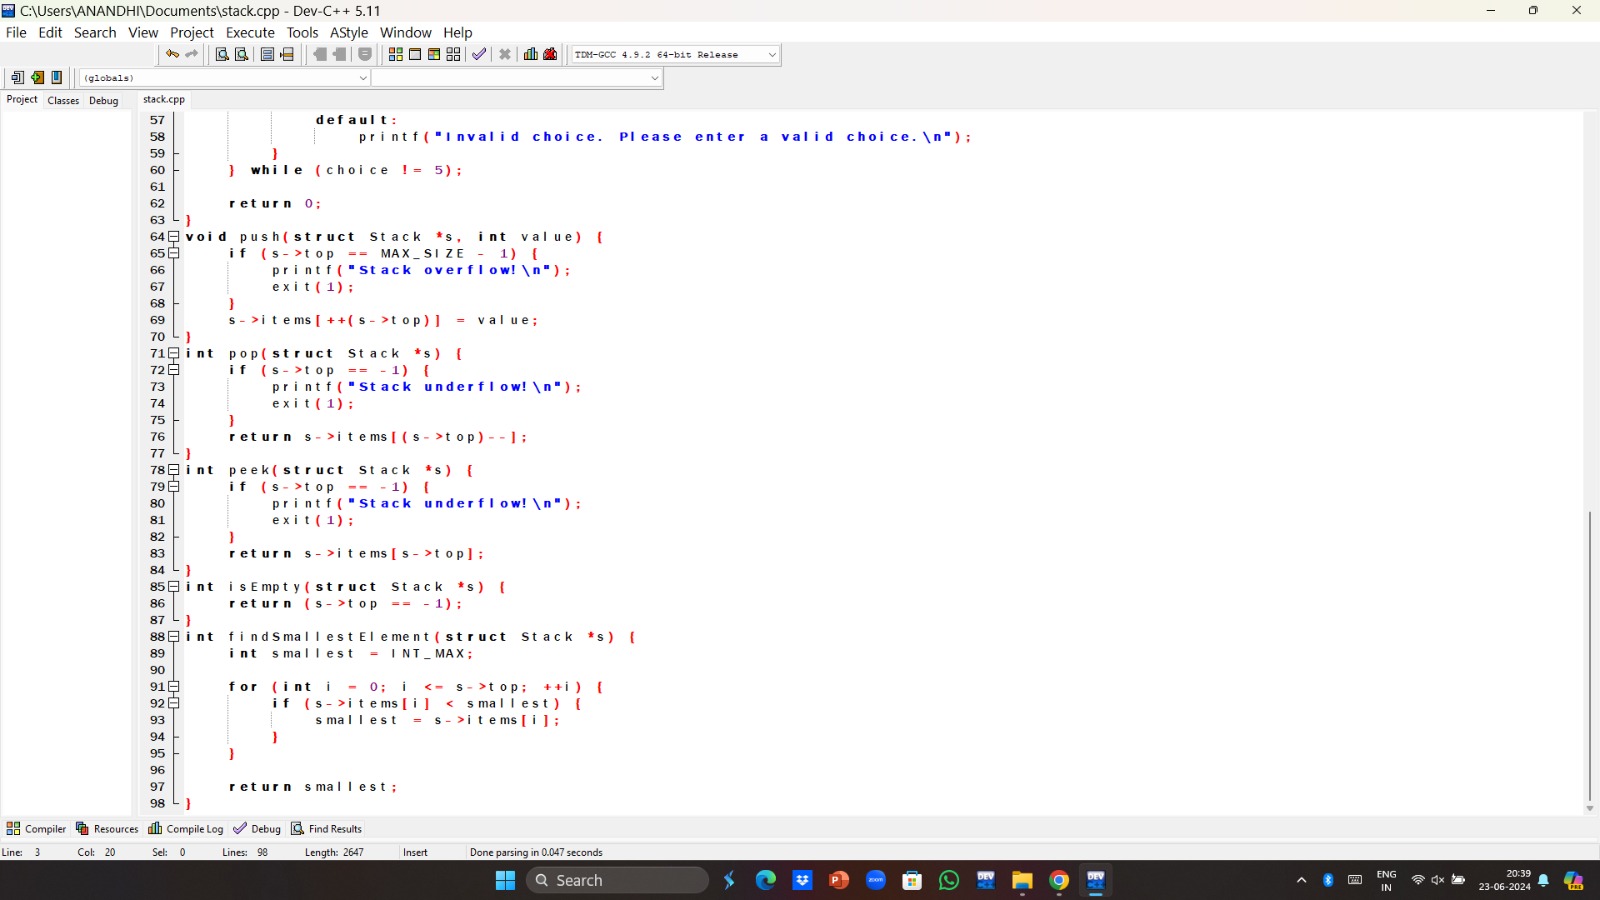 C:\Users\ANANDHI\Documents\stack.cpp - Dev-C++ 5.11
File Edit Search View Project Execute Tools AStyle Window Help
TDM-GCC 4.9.2 64-bit Release
(globals)
Project Classes Debug stack.cpp
57 default:
58 printf("Invalid choice. Please enter a valid choice.\n");
59 }
60 } while (choice != 5);
61
62 return 0;
63 }
64 void push(struct Stack *s, int value) {
65 if (s->top == MAX_SIZE - 1) {
66 printf("Stack overflow!\n");
67 exit(1);
68 }
69 s->items[++(s->top)] = value;
70 }
71 int pop(struct Stack *s) {
72 if (s->top == -1) {
73 printf("Stack underflow!\n");
74 exit(1);
75 }
76 return s->items[(s->top)--];
77 }
78 int peek(struct Stack *s) {
79 if (s->top == -1) {
80 printf("Stack underflow!\n");
81 exit(1);
82 }
83 return s->items[s->top];
84 }
85 int isEmpty(struct Stack *s) {
86 return (s->top == -1);
87 }
88 int findSmallestElement(struct Stack *s) {
89 int smallest = INT_MAX;
90
91 for (int i = 0; i <= s->top; ++i) {
92 if (s->items[i] < smallest) {
93 smallest = s->items[i];
94 }
95 }
96
97 return smallest;
98 }
Compiler Resources Compile Log Debug Find Results
Line: 3 Col: 20 Sel: 0 Lines: 98 Length: 2647 Insert Done parsing in 0.047 seconds
Search
zoom
DEV
DEV
ENG
IN
20:39
23-06-2024
PRE